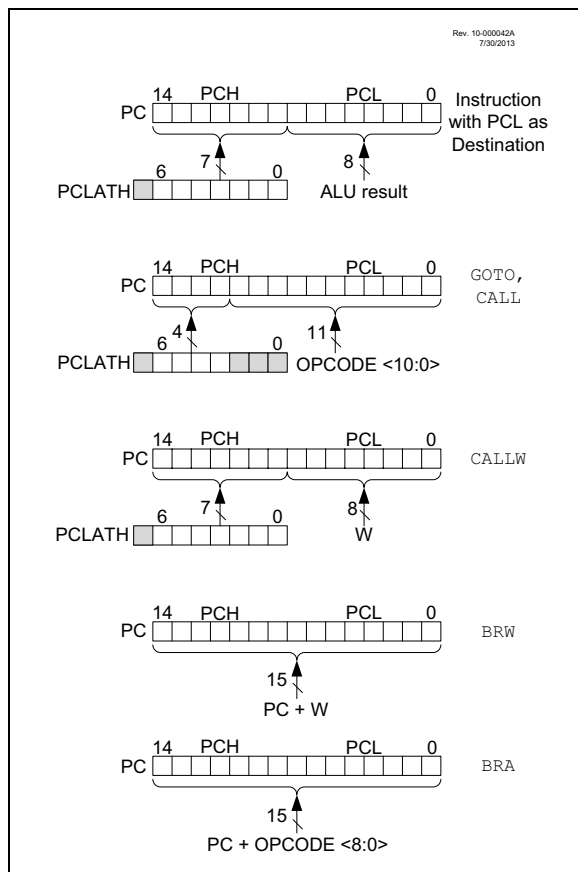 Rev. 10-000042A
7/30/2013
14 PCH PCL 0
PC
Instruction
with PCL as
Destination
7 8
6 0
PCLATH
ALU result
14 PCH PCL 0
PC
GOTO,
CALL
4 11
6 0
PCLATH
OPCODE <10:0>
14 PCH PCL 0
PC
CALLW
7 8
6 0
PCLATH
W
14 PCH PCL 0
PC
BRW
15
PC + W
14 PCH PCL 0
PC
BRA
15
PC + OPCODE <8:0>